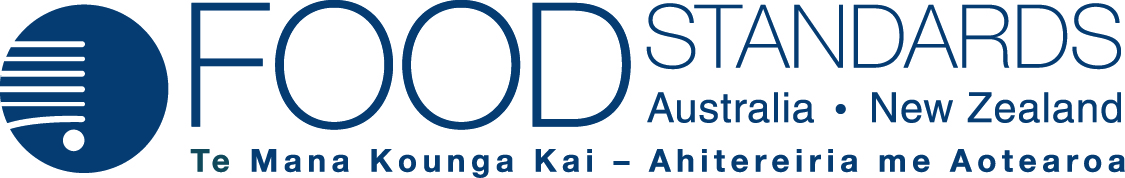 FOOD STANDARDS
Australia • New Zealand
Te Mana Kounga Kai – Ahitereiria me Aotearoa